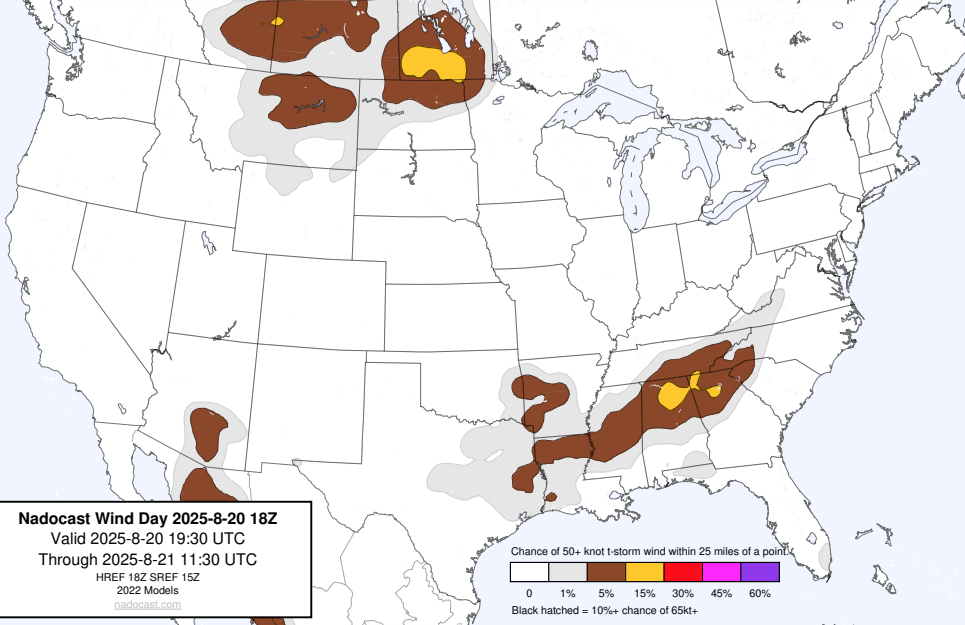 Nadocast Wind Day 2025-8-20 18Z
Valid 2025-8-20 19:30 UTC
Through 2025-8-21 11:30 UTC
HREF 18Z SREF 15Z
2022 Models
nadocast.com
Chance of 50+ knot t-storm wind within 25 miles of a point.
0 1% 5% 15% 30% 45% 60%
Black hatched = 10%+ chance of 65kt+